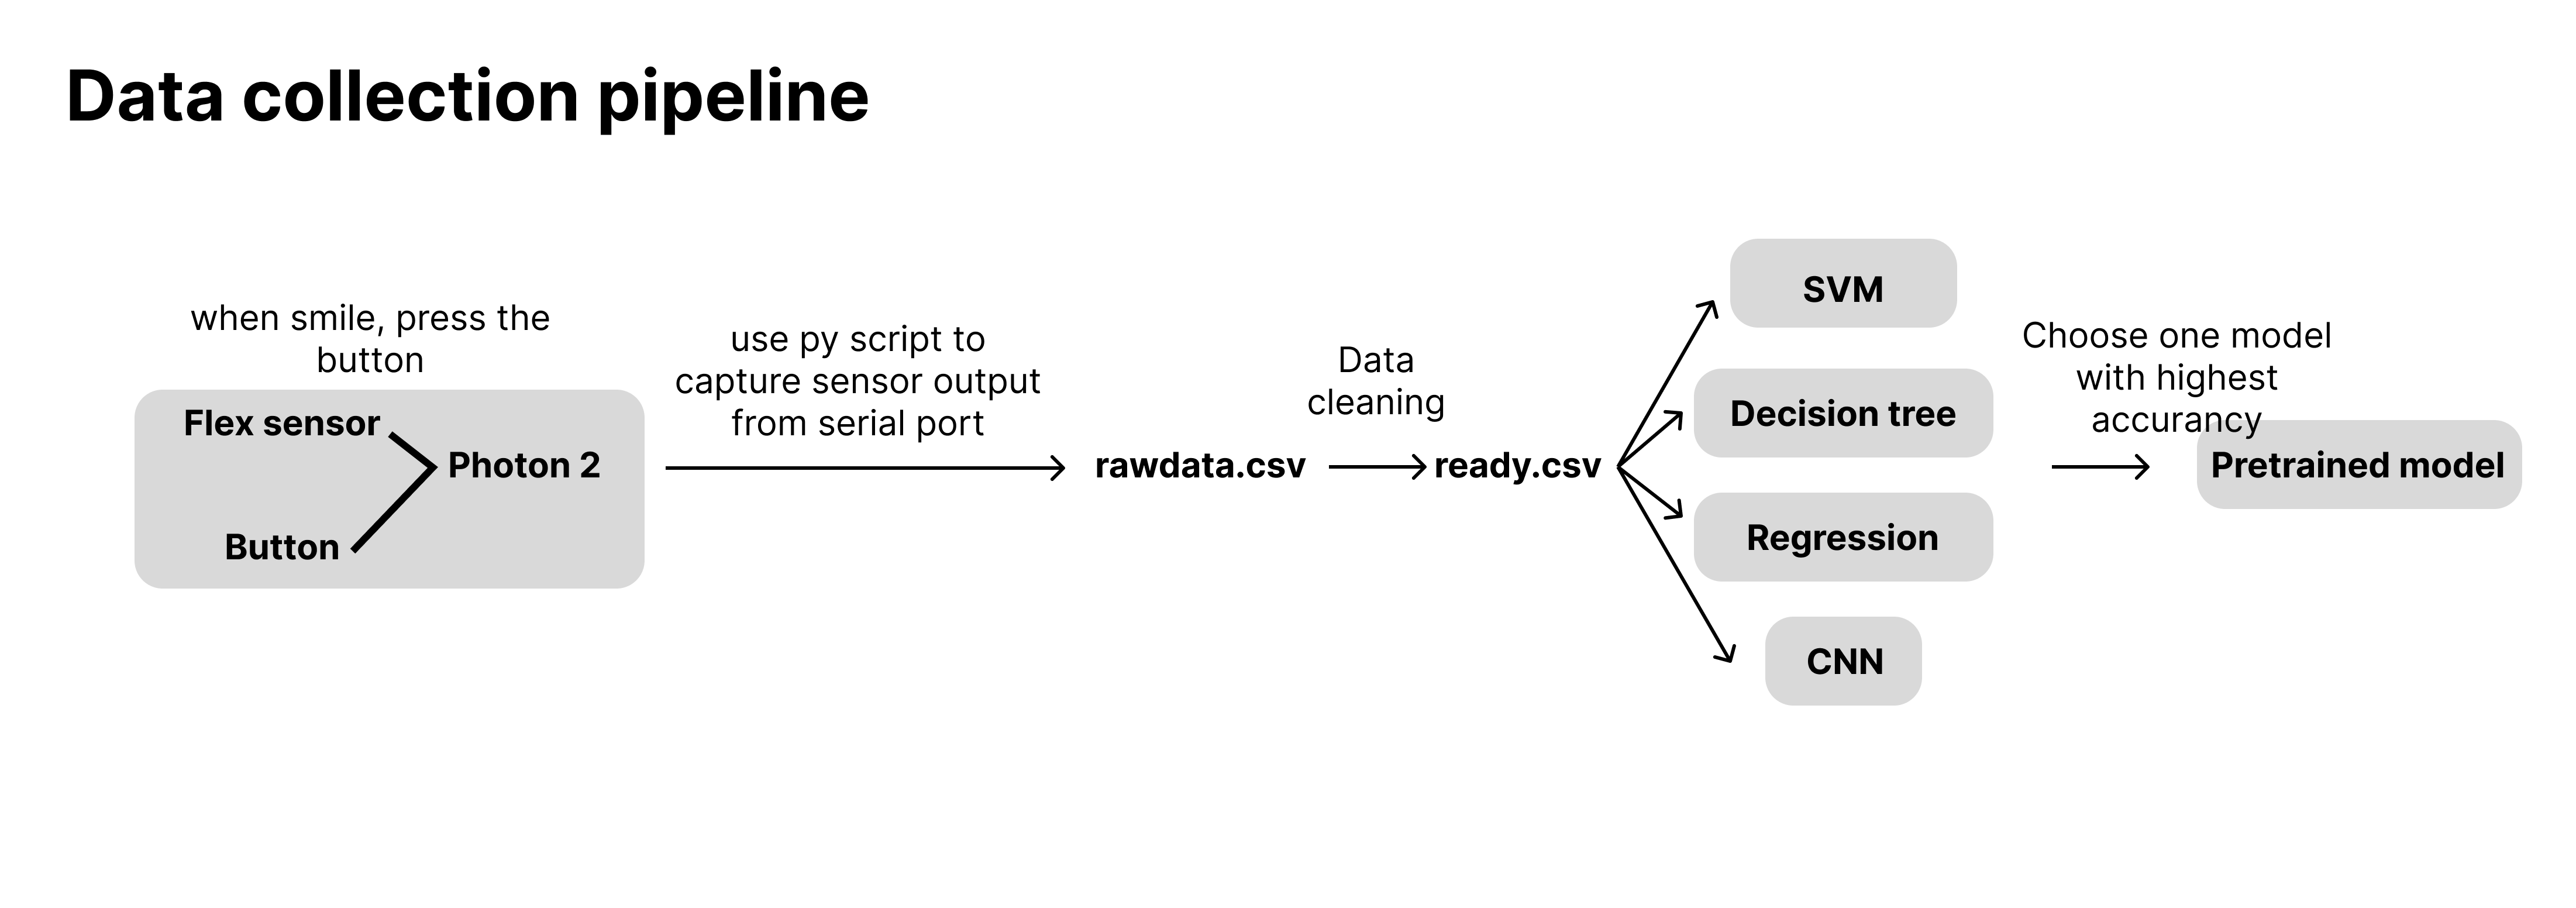 Data collection pipeline
when smile, press the
button
Flex sensor
Photon 2
Button
use py script to
capture sensor output
from serial port
rawdata.csv
Data
cleaning
ready.csv
SVM
Decision tree
Regression
CNN
Choose one model
with highest
accurancy
Pretrained model